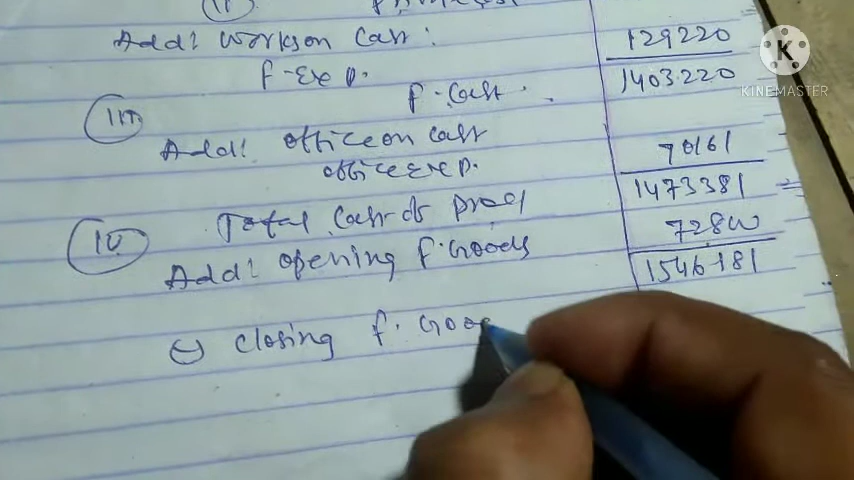 Add: works on cost: 129220
f. Exp.
(III) f. cost. 1403220
KINEMASTER
Add: office on cost
office Exp. 70161
1473381 =
(IV) Total cost of prod
72800
Add: opening f. Goods
1546181
(-) closing f. Goo